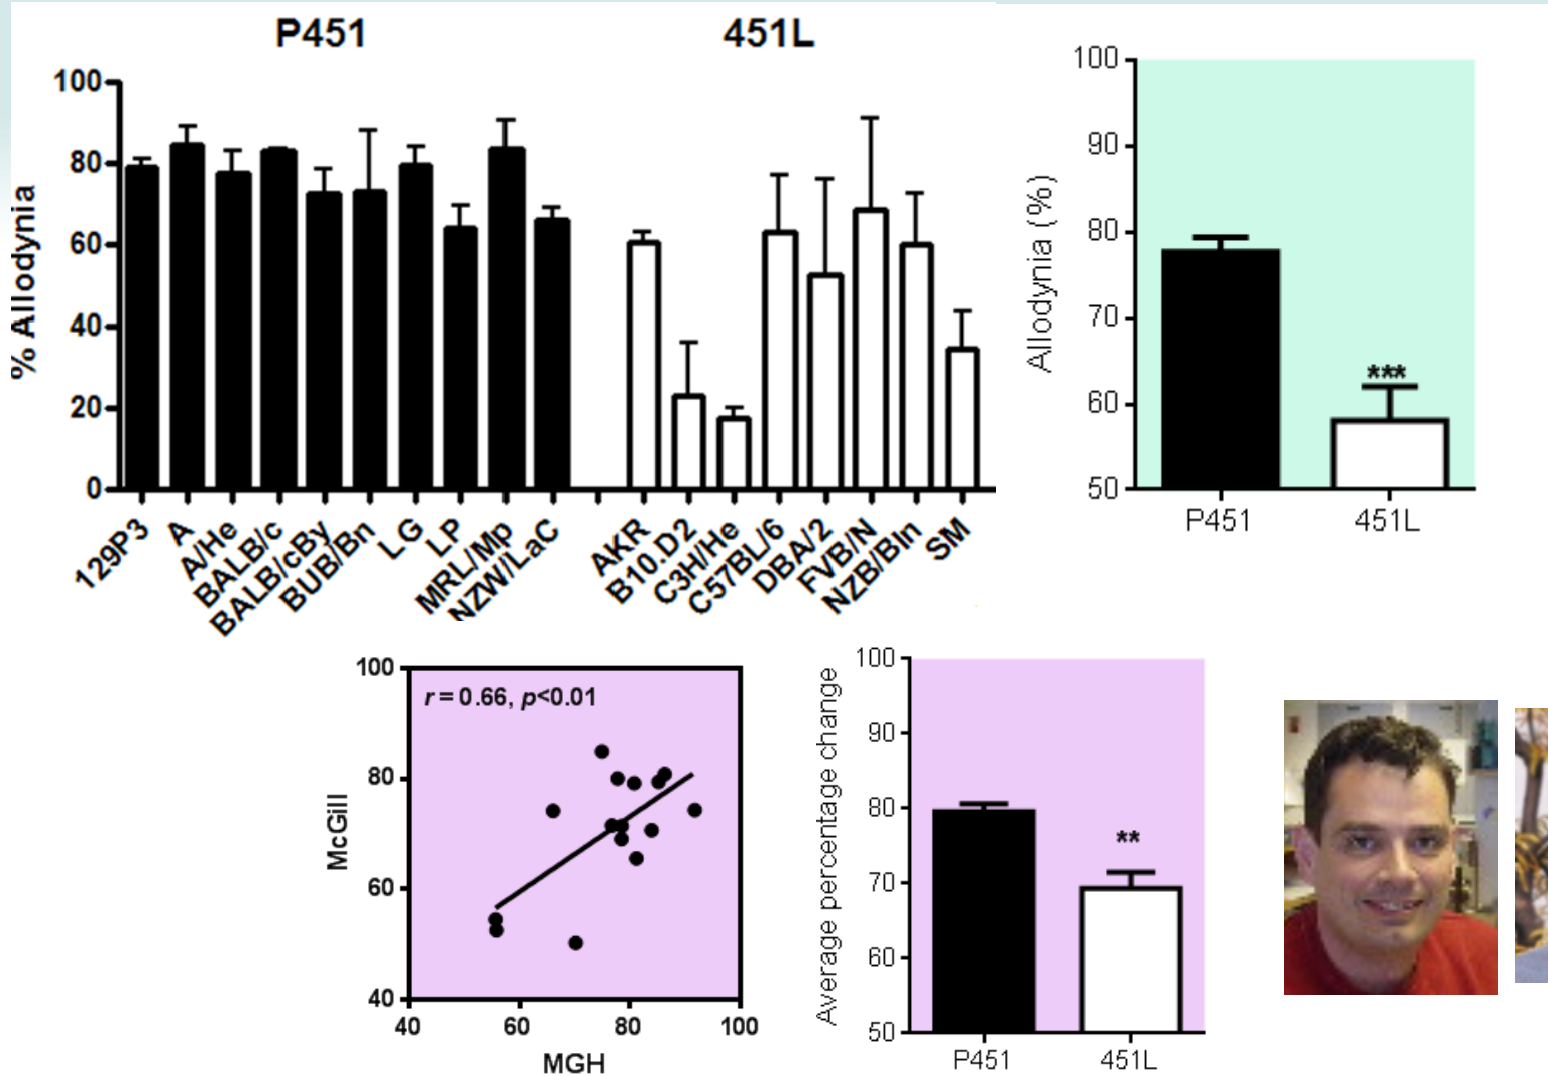 P451 451L
% Allodynia
100
80
60
40
20
0
129P3
A
A/He
BALB/c
BALB/cBy
BUB/Bn
LG
LP
MRL/Mp
NZW/LaC
AKR
B10.D2
C3H/He
C57BL/6
DBA/2
FVB/N
NZB/Bln
SM
Allodynia (%)
100
90
80
70
60
50
***
P451 451L
McGill
100
80
60
40
r = 0.66, p<0.01
40 60 80 100
MGH
Average percentage change
100
90
80
70
60
50
**
P451 451L